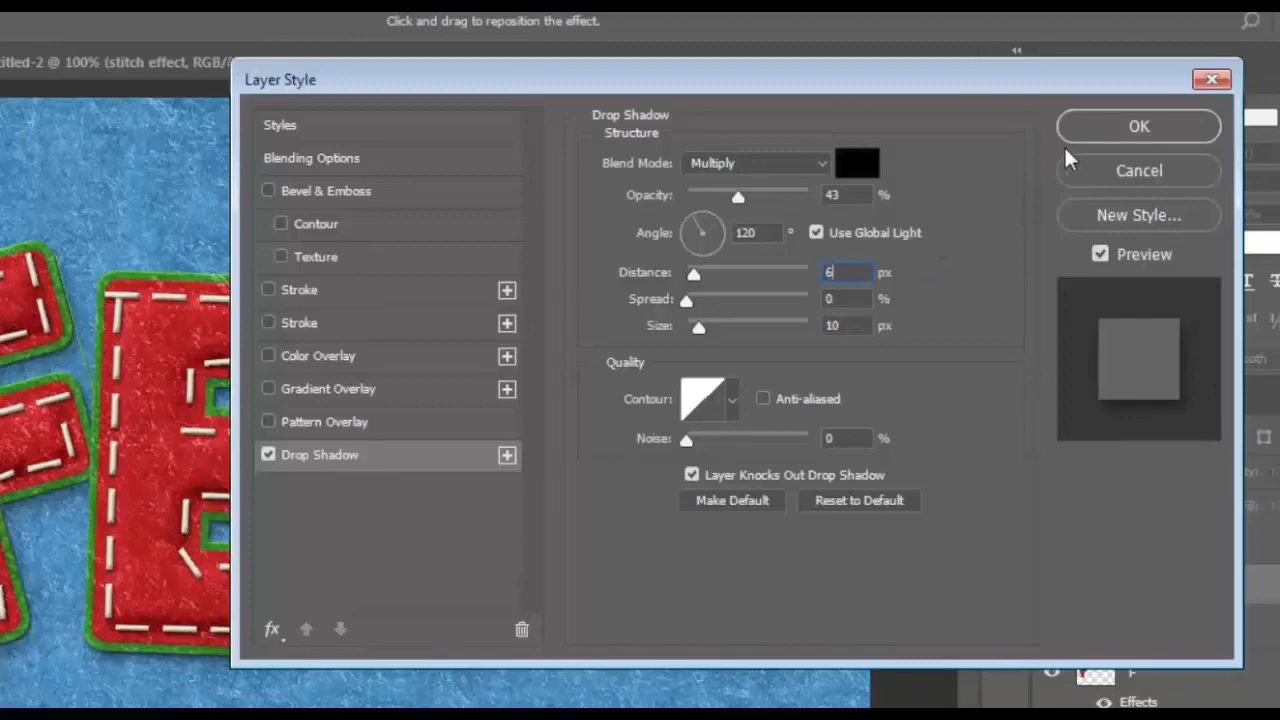 Click and drag to reposition the effect.
titled-2 @ 100% (stitch effect, RGB/
Layer Style
Styles
Blending Options
Bevel & Emboss
Contour
Texture
Stroke
Stroke
Color Overlay
Gradient Overlay
Pattern Overlay
Drop Shadow
fx
Drop Shadow
Structure
Blend Mode: Multiply
Opacity: 43 %
Angle: 120 ° Use Global Light
Distance: 6 px
Spread: 0 %
Size: 10 px
Quality
Contour: Anti-aliased
Noise: 0 %
Layer Knocks Out Drop Shadow
Make Default Reset to Default
OK
Cancel
New Style...
Preview
Effects